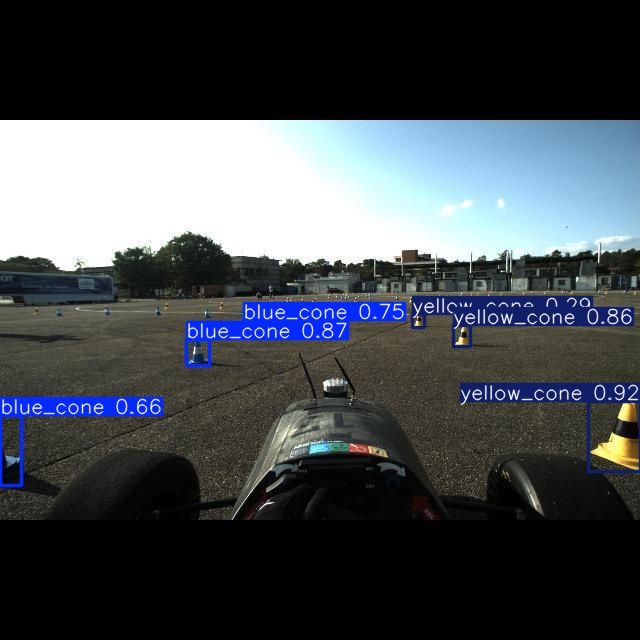 blue_cone 0.75
yellow_cone 0.29
yellow_cone 0.86
blue_cone 0.87
yellow_cone 0.92
blue_cone 0.66